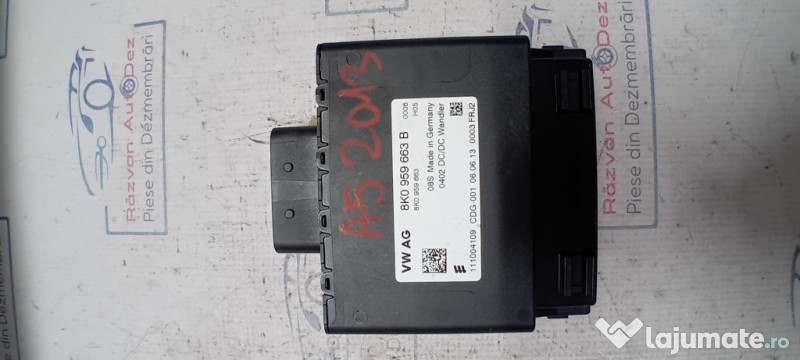 A5 2013
VW AG
8K0 959 663 B
0006
8K0 959 663
H05
08S Made in Germany
0402 DC/DC Wandler
111004109 CDG-001 06.06.13 0003 FRJ2
Răzvan AutoDez
Piese din Dezmembrări
Răzvan AutoDez
Piese din Dezmembrări
lajumate.ro